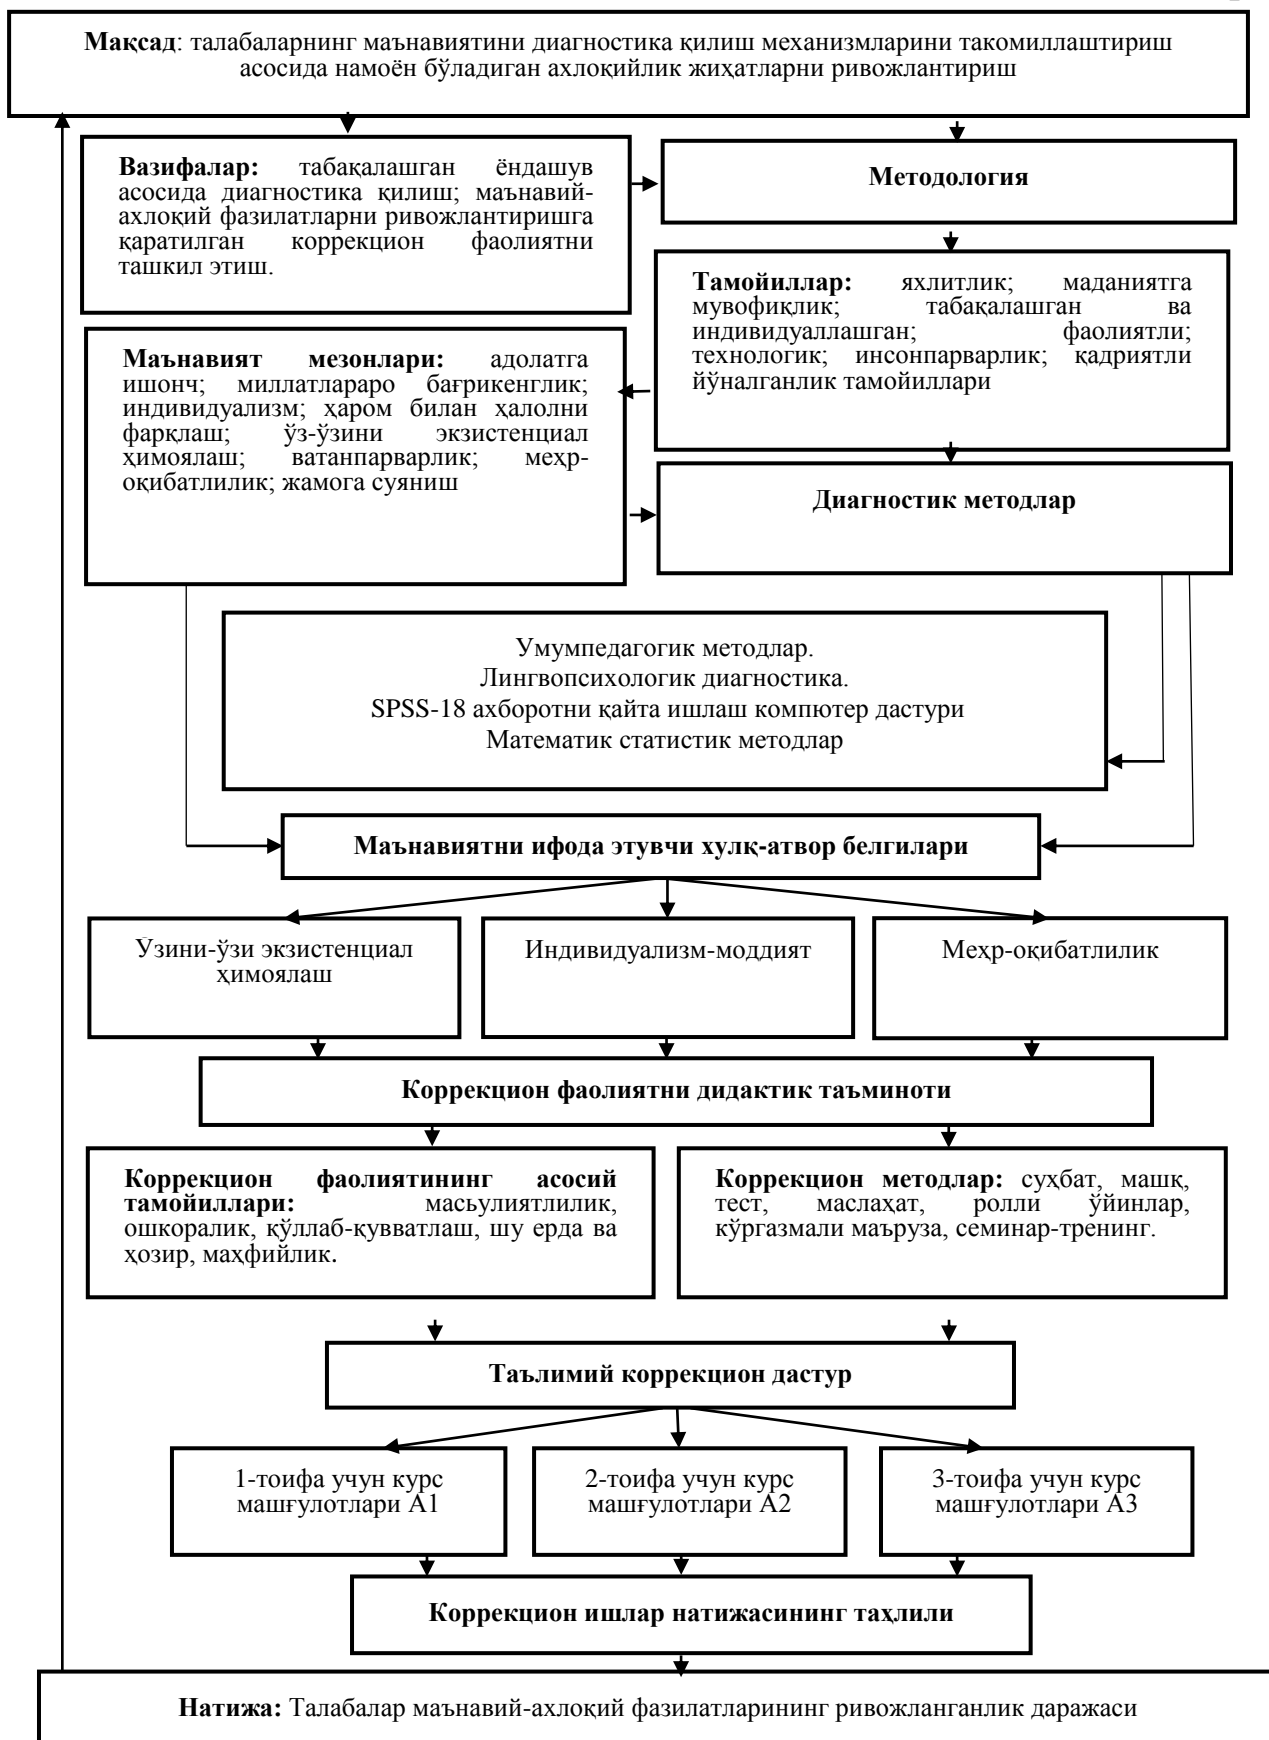 Мақсад: талабаларнинг маънавиятини диагностика қилиш механизмларини такомиллаштириш
асосида намоён бўладиган ахлоқийлик жиҳатларни ривожлантириш
Вазифалар: табақалашган ёндашув
асосида диагностика қилиш; маънавий-
ахлоқий фазилатларни ривожлантиришга
қаратилган коррекцион фаолиятни
ташкил этиш.
Методология
Тамойиллар: яхлитлик; маданиятга
мувофиқлик; табақалашган ва
индивидуаллашган; фаолиятли;
технологик; инсонпарварлик; қадриятли
йўналганлик тамойиллари
Маънавият мезонлари: адолатга
ишонч; миллатлараро бағрикенглик;
индивидуализм; ҳаром билан ҳалолни
фарқлаш; ўз-ўзини экзистенциал
ҳимоялаш; ватанпарварлик; меҳр-
оқибатлилик; жамога суяниш
Диагностик методлар
Умумпедагогик методлар.
Лингвопсихологик диагностика.
SPSS-18 ахборотни қайта ишлаш компютер дастури
Математик статистик методлар
Маънавиятни ифода этувчи хулқ-атвор белгилари
Ўзини-ўзи экзистенциал
ҳимоялаш
Индивидуализм-моддият
Меҳр-оқибатлилик
Коррекцион фаолиятни дидактик таъминоти
Коррекцион фаолиятининг асосий
тамойиллари: масьулиятлилик,
ошкоралик, қўллаб-қувватлаш, шу ерда ва
ҳозир, маҳфийлик.
Коррекцион методлар: суҳбат, машқ,
тест, маслаҳат, ролли ўйинлар,
кўргазмали маъруза, семинар-тренинг.
Таълимий коррекцион дастур
1-тоифа учун курс
машғулотлари А1
2-тоифа учун курс
машғулотлари А2
3-тоифа учун курс
машғулотлари А3
Коррекцион ишлар натижасининг таҳлили
Натижа: Талабалар маънавий-ахлоқий фазилатларининг ривожланганлик даражаси